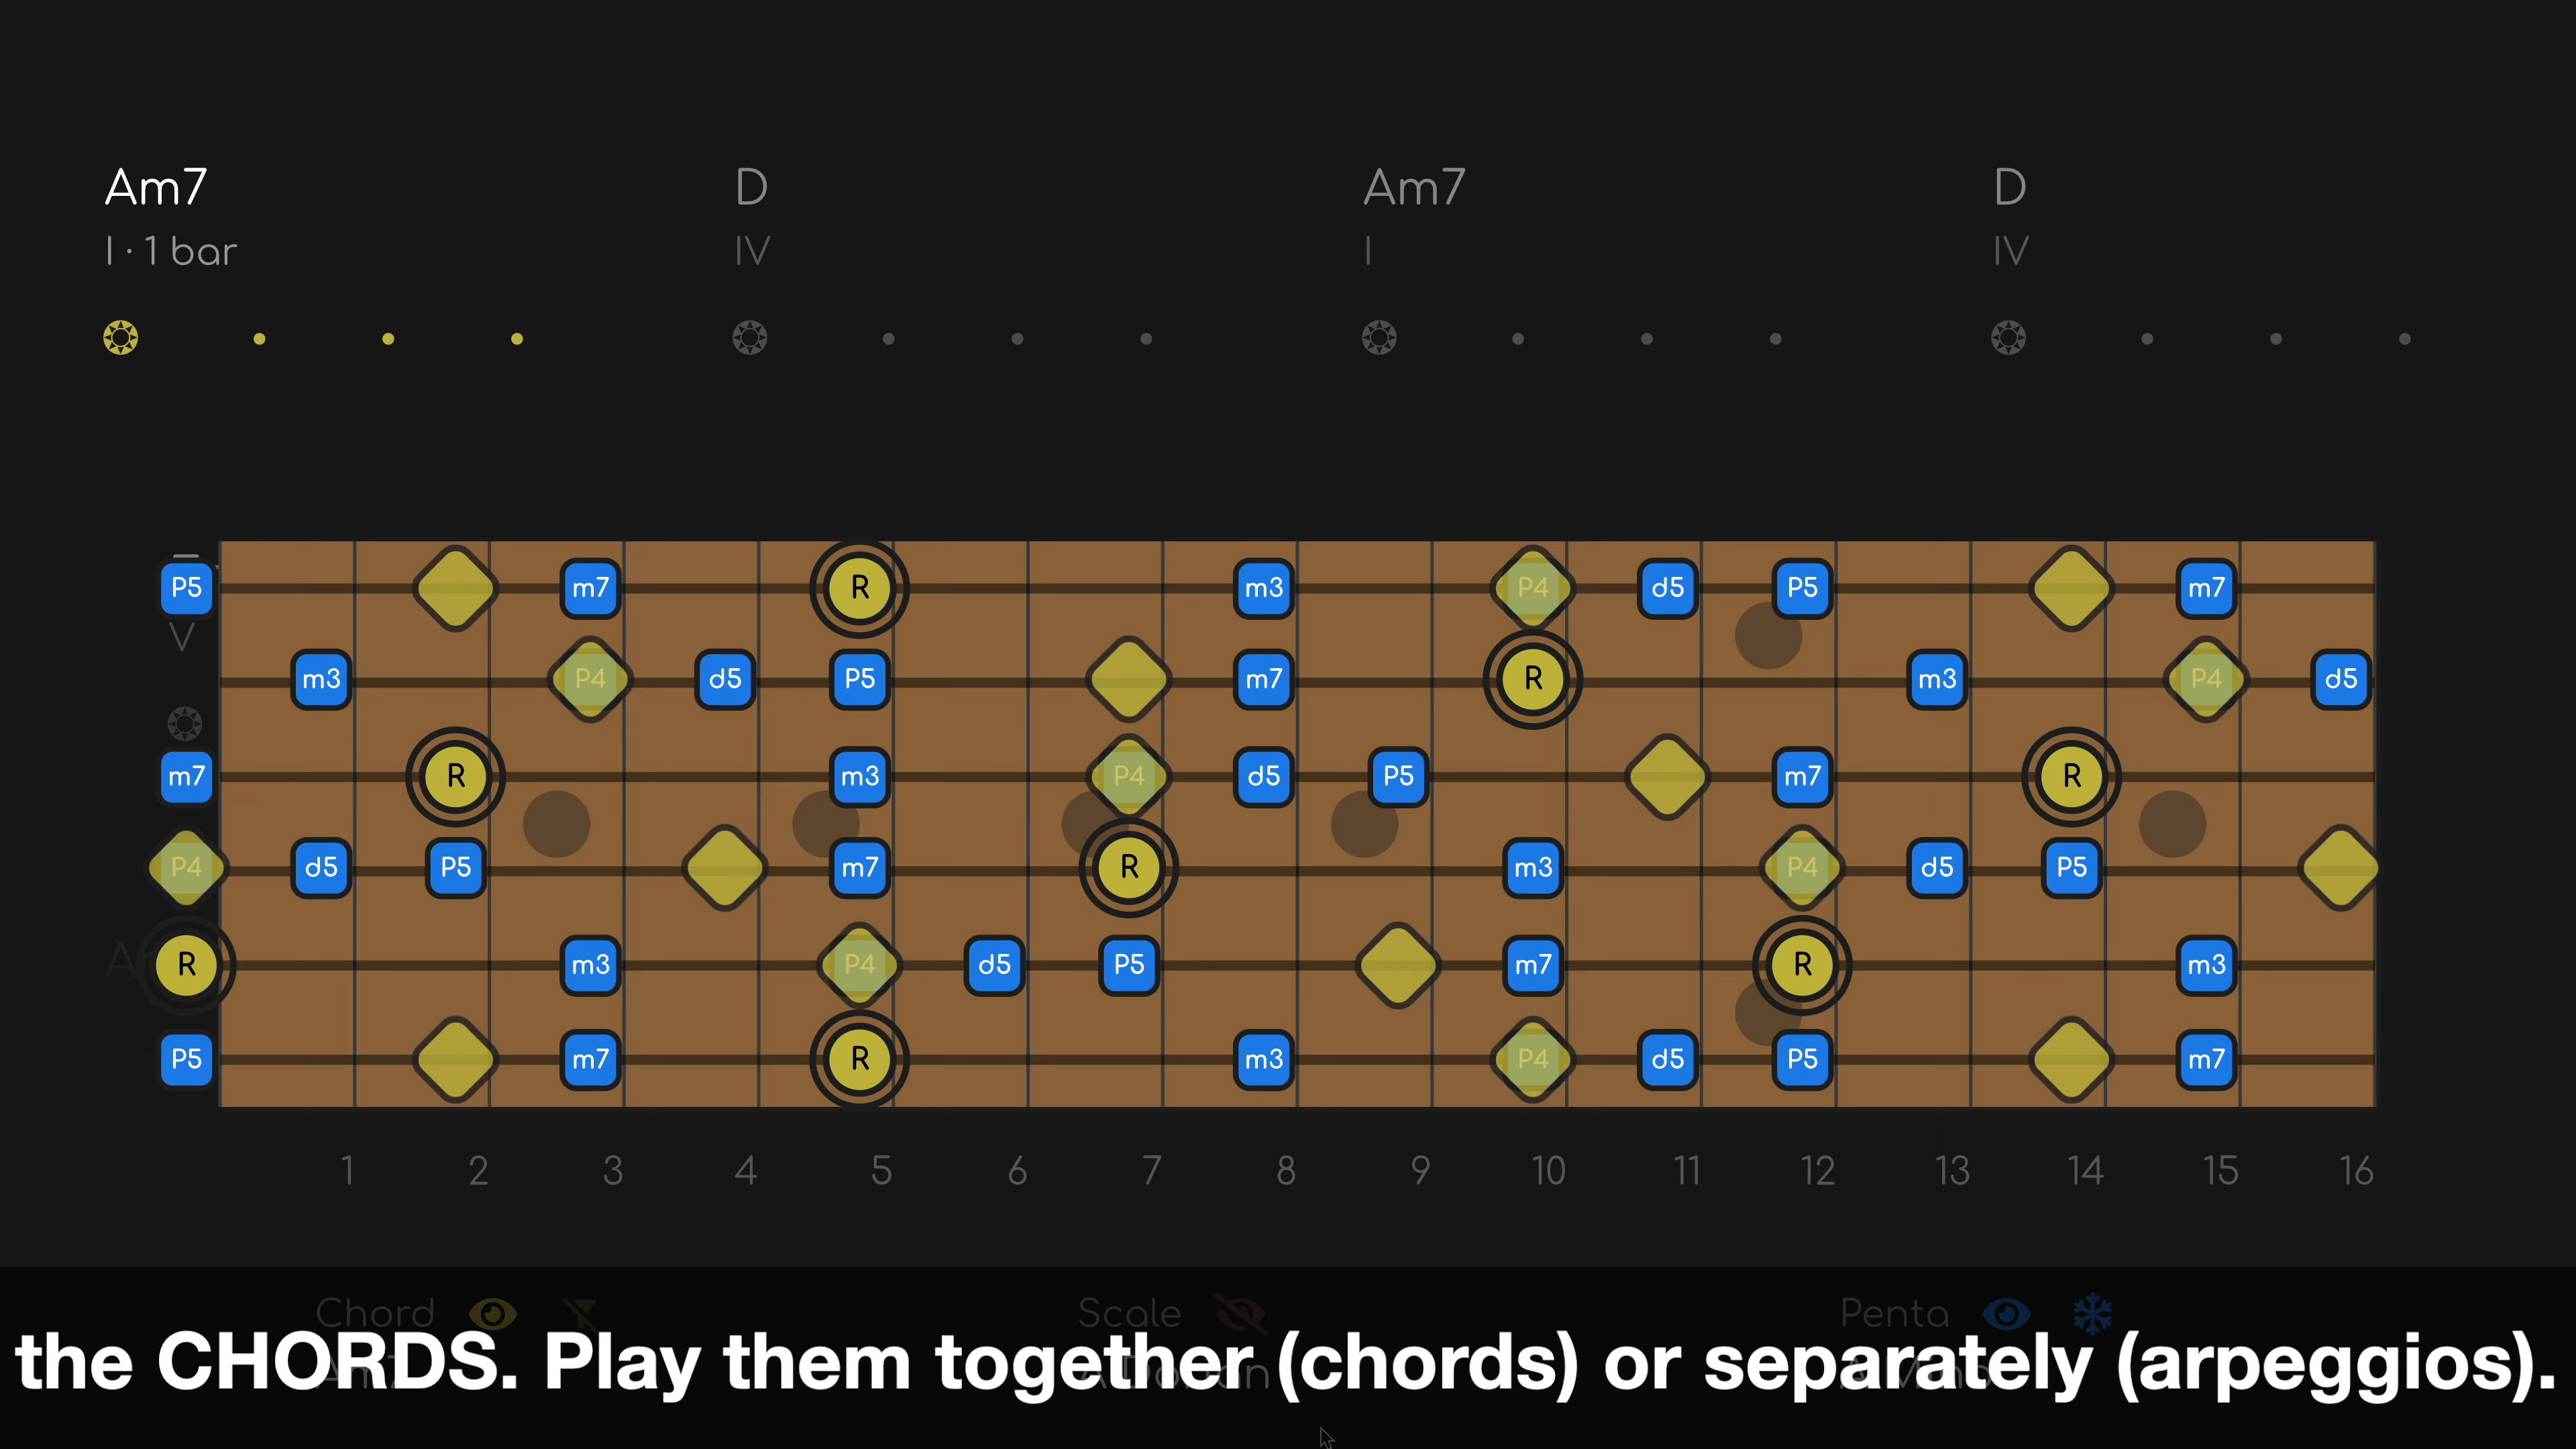 Am7 D Am7 D
I · 1 bar IV I IV
P5 m7 R m3 P4 d5 P5 m7
V
m3 P4 d5 P5 m7 R m3 P4 d5
m7 R m3 P4 d5 P5 m7 R
P4 d5 P5 m7 R m3 P4 d5 P5
A R m3 P4 d5 P5 m7 R m3
P5 m7 R m3 P4 d5 P5 m7
1 2 3 4 5 6 7 8 9 10 11 12 13 14 15 16
Chord Scale Penta
the CHORDS. Play them together (chords) or separately (arpeggios).